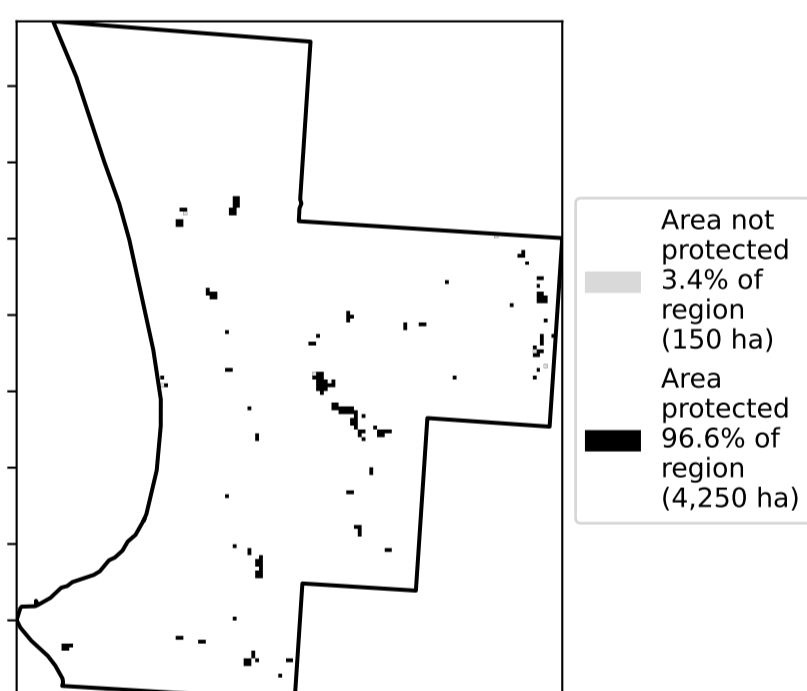 Area not
protected
3.4% of
region
(150 ha)
Area
protected
96.6% of
region
(4,250 ha)